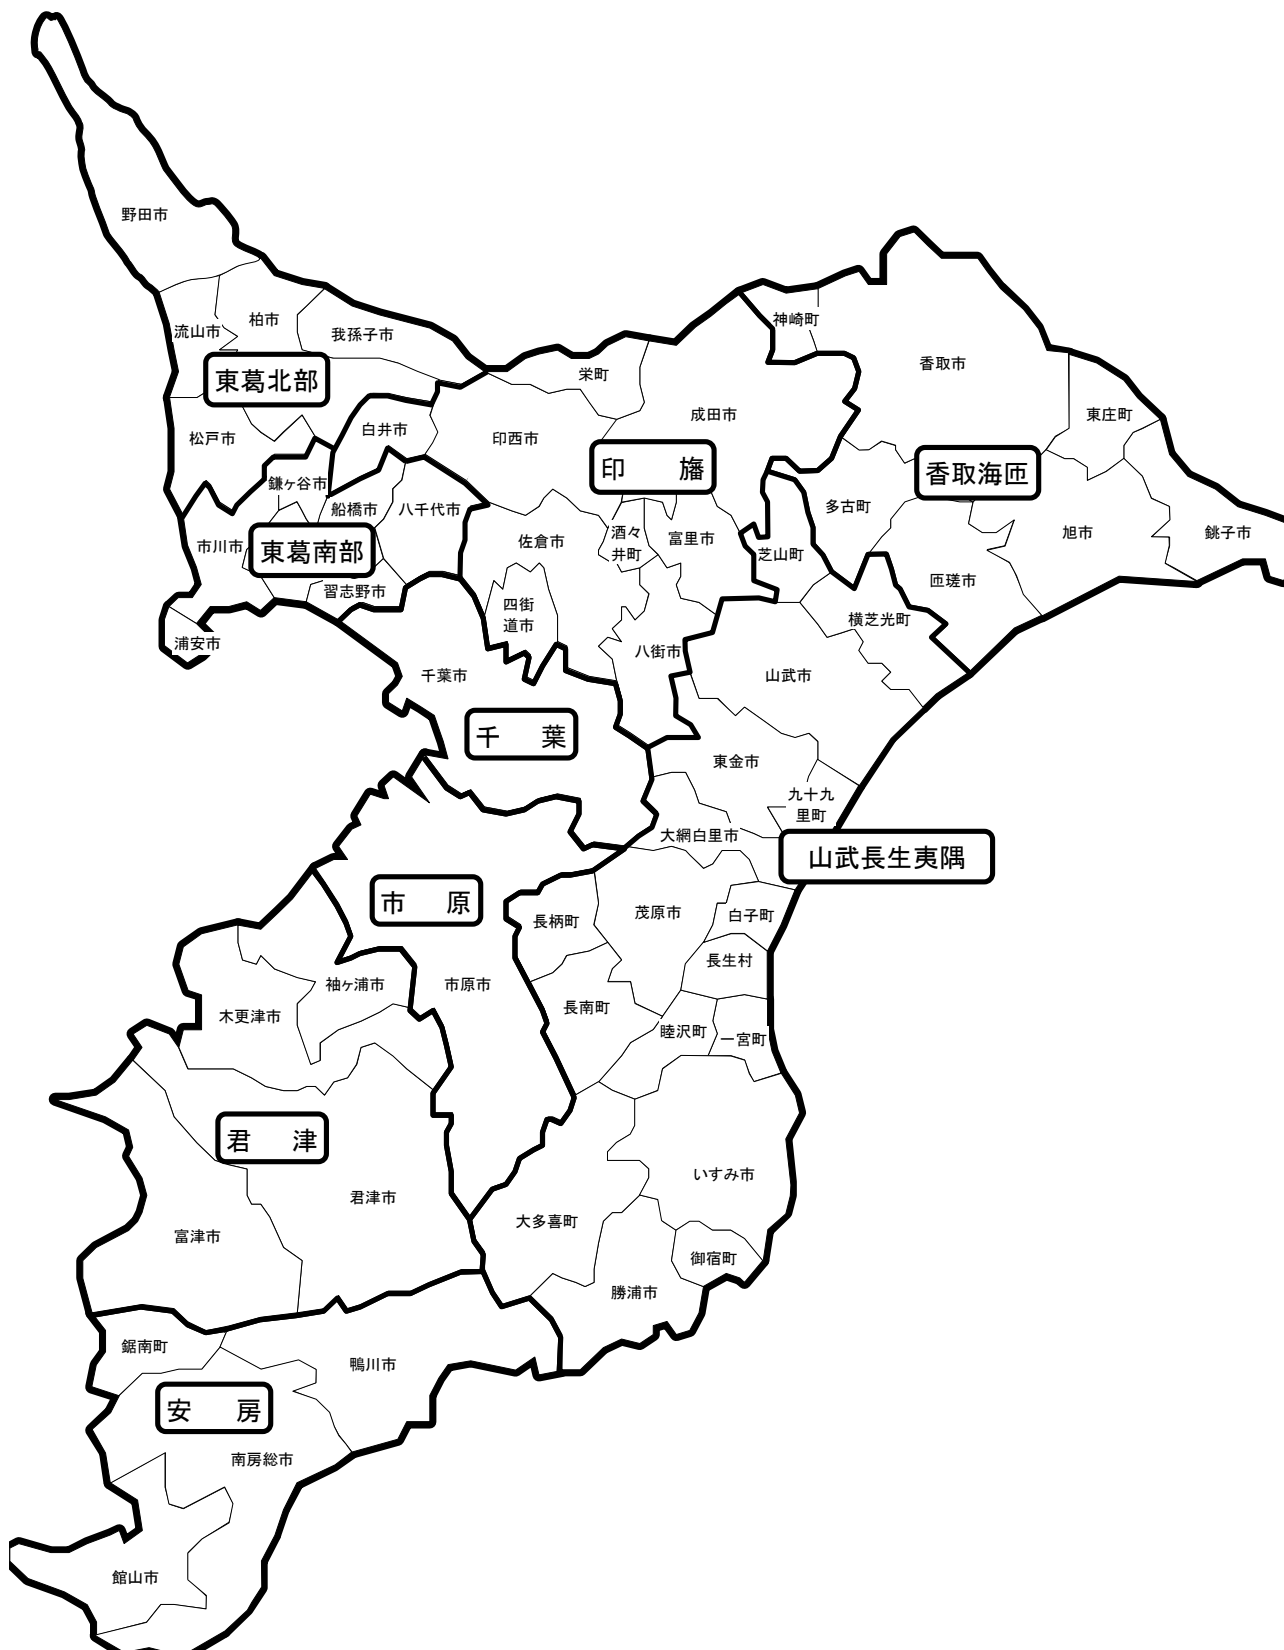 野田市
流山市
柏市
我孫子市
東葛北部
松戸市
白井市
鎌ヶ谷市
船橋市
八千代市
市川市
東葛南部
習志野市
浦安市
栄町
印西市
成田市
印　旛
佐倉市
酒々
井町
富里市
四街
道市
八街市
神崎町
香取市
東庄町
香取海匝
多古町
旭市
銚子市
匝瑳市
芝山町
横芝光町
山武市
千葉市
千　葉
東金市
九十九
里町
大網白里市
山武長生夷隅
市　原
市原市
長柄町
茂原市
白子町
長生村
長南町
睦沢町
一宮町
袖ヶ浦市
木更津市
君　津
君津市
富津市
いすみ市
大多喜町
御宿町
勝浦市
鋸南町
鴨川市
安　房
南房総市
館山市